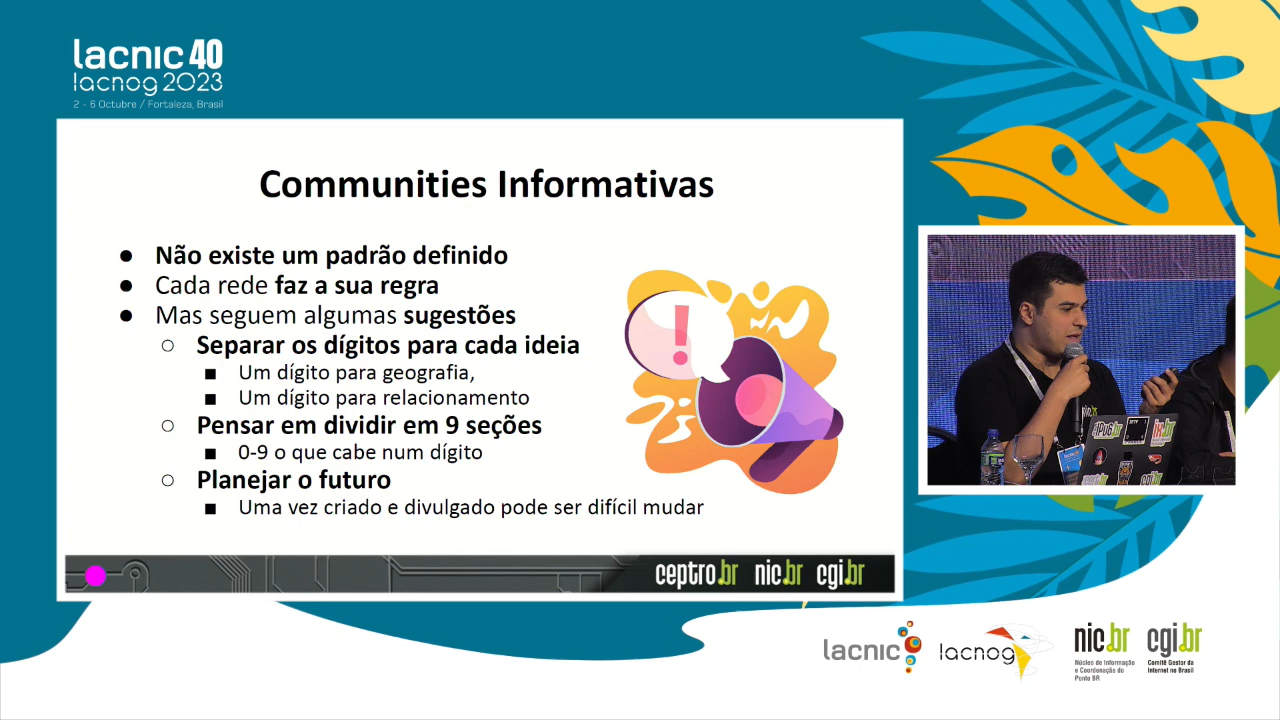 lacnic 40
lacnog 2023
2 - 6 Octubre / Fortaleza, Brasil
Communities Informativas
● Não existe um padrão definido
● Cada rede faz a sua regra
● Mas seguem algumas sugestões
○ Separar os dígitos para cada ideia
■ Um dígito para geografia,
■ Um dígito para relacionamento
○ Pensar em dividir em 9 seções
■ 0-9 o que cabe num dígito
○ Planejar o futuro
■ Uma vez criado e divulgado pode ser difícil mudar
ceptro.br nic.br cgi.br
lacnic
lacnog
nic.br
Núcleo de Informação
e Coordenação do
Ponto BR
cgi.br
Comitê Gestor da
Internet no Brasil